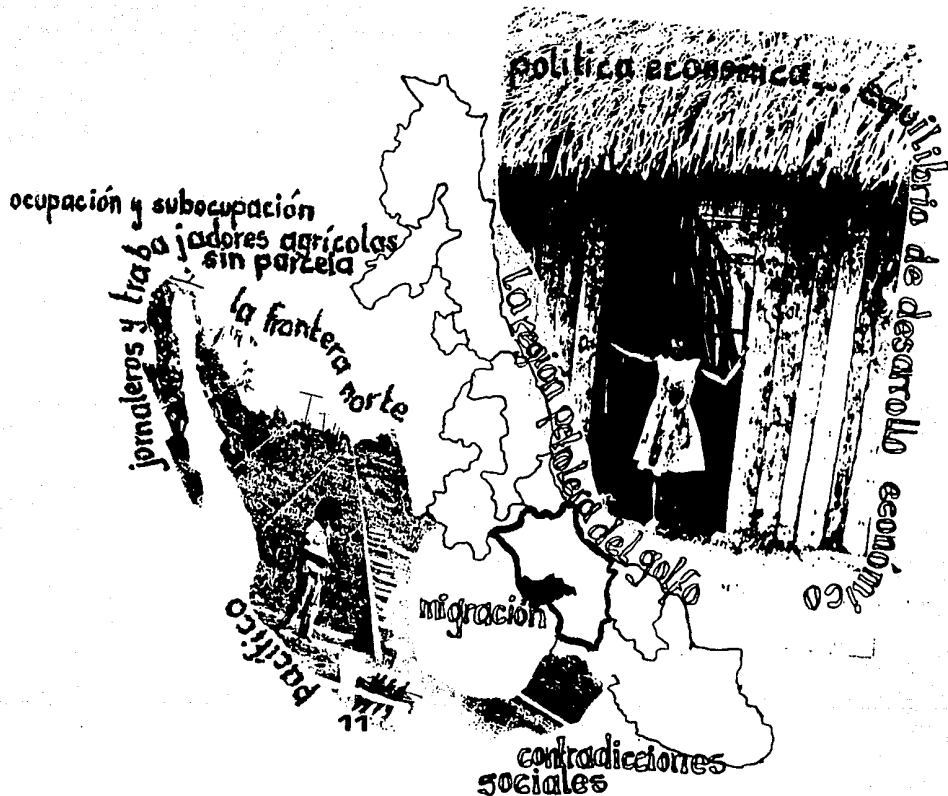 política económica... equilibrio de desarrollo económico
ocupación y subocupación
jornaleros y trabajadores agrícolas
sin parcela
la frontera norte
La región petrolera del golfo
migración
pacífico
11
contradicciones
sociales